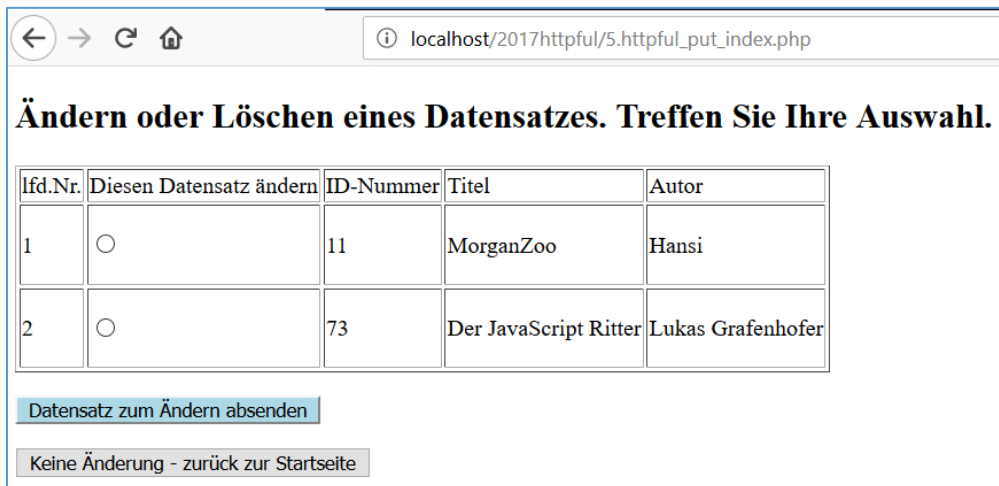 localhost/2017httpful/5.httpful_put_index.php
Ändern oder Löschen eines Datensatzes. Treffen Sie Ihre Auswahl.
lfd.Nr. Diesen Datensatz ändern ID-Nummer Titel Autor
1 11 MorganZoo Hansi
2 73 Der JavaScript Ritter Lukas Grafenhofer
Datensatz zum Ändern absenden
Keine Änderung - zurück zur Startseite